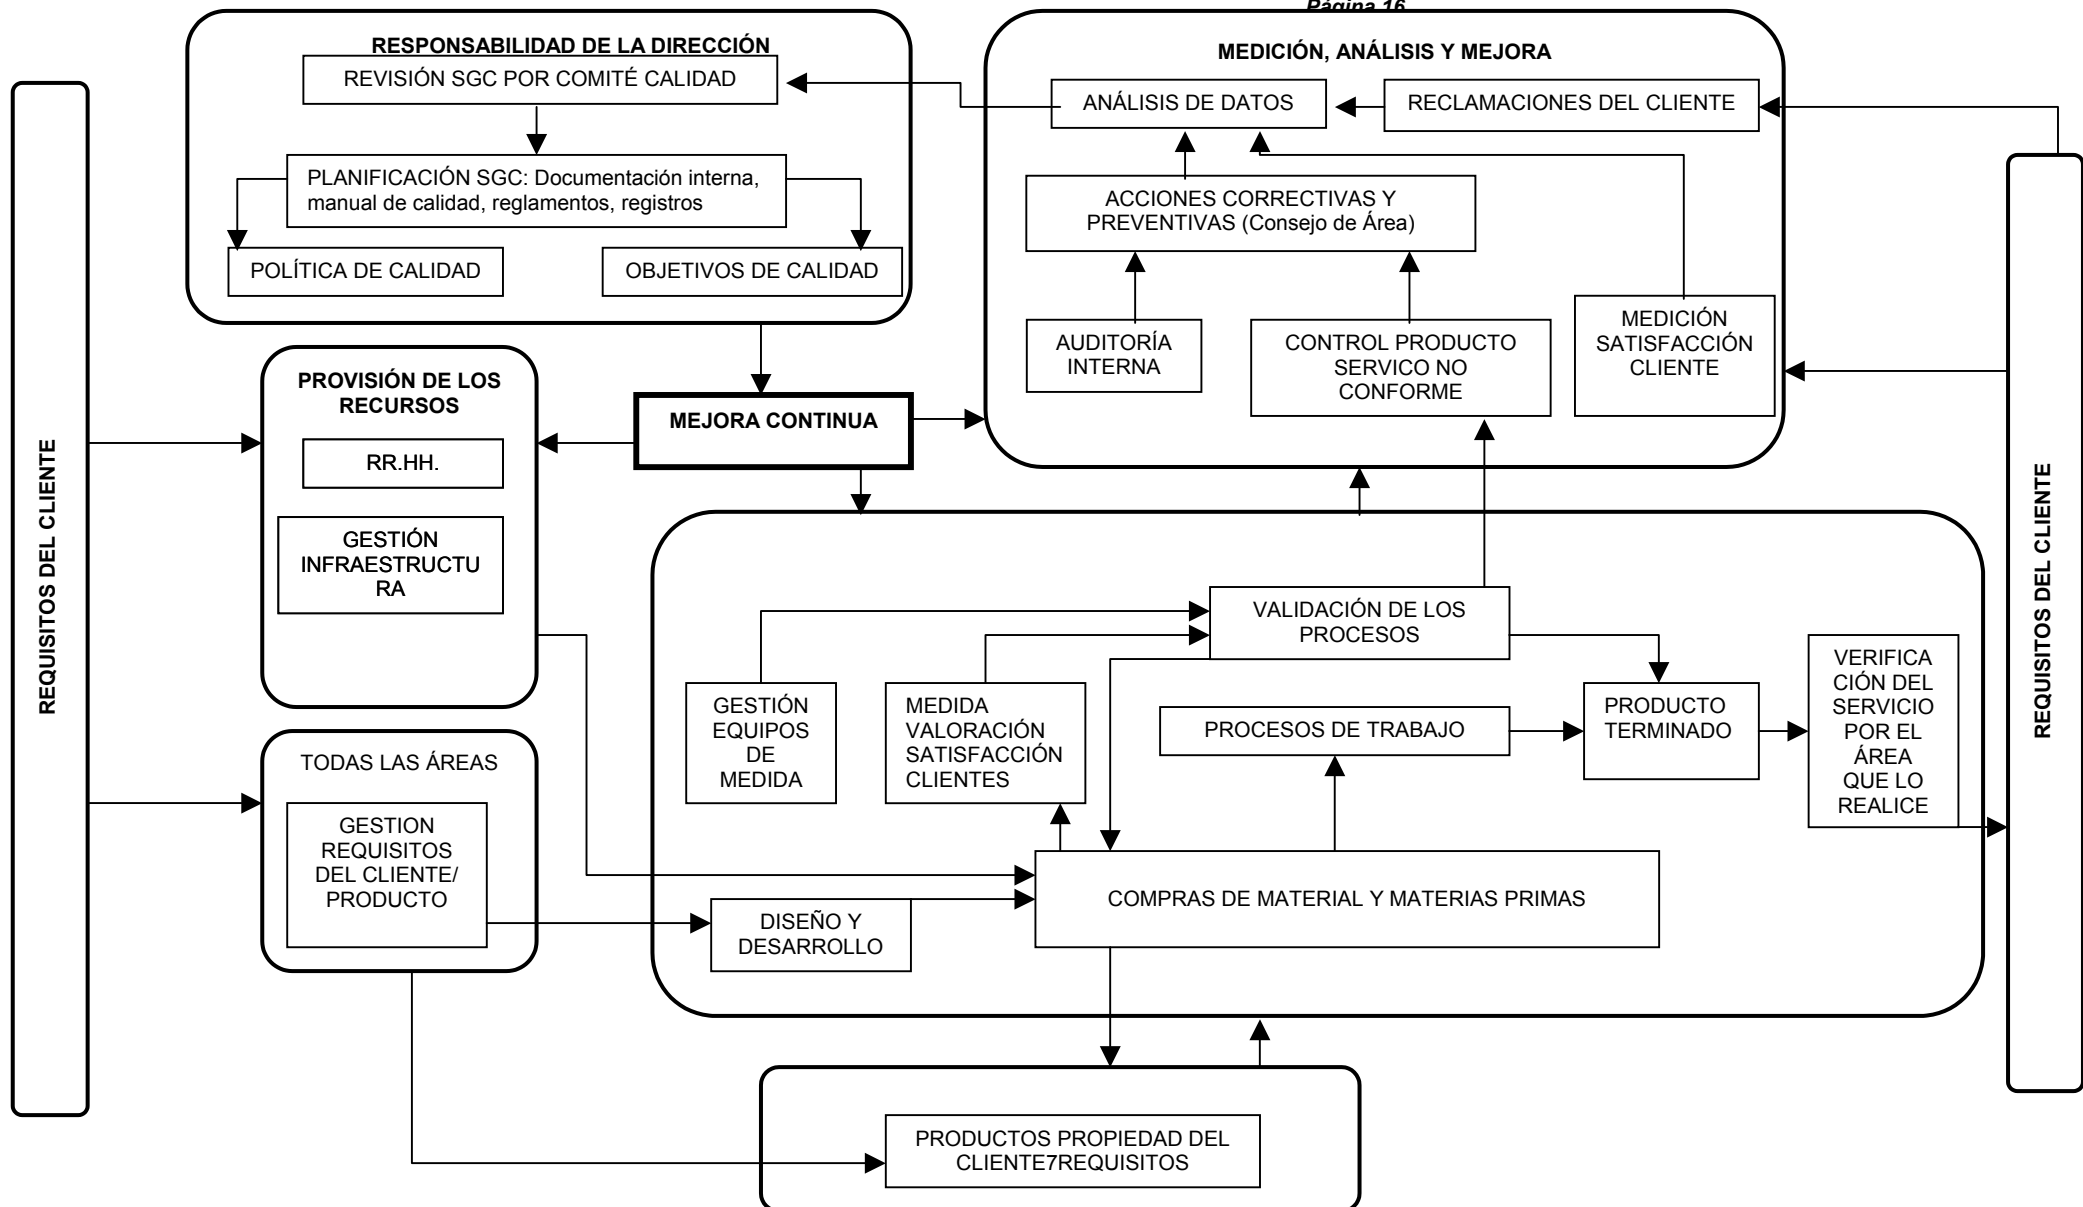 Página 16
RESPONSABILIDAD DE LA DIRECCIÓN
REVISIÓN SGC POR COMITÉ CALIDAD
PLANIFICACIÓN SGC: Documentación interna,
manual de calidad, reglamentos, registros
POLÍTICA DE CALIDAD
OBJETIVOS DE CALIDAD
MEDICIÓN, ANÁLISIS Y MEJORA
ANÁLISIS DE DATOS
RECLAMACIONES DEL CLIENTE
ACCIONES CORRECTIVAS Y
PREVENTIVAS (Consejo de Área)
AUDITORÍA
INTERNA
CONTROL PRODUCTO
SERVICO NO
CONFORME
MEDICIÓN
SATISFACCIÓN
CLIENTE
REQUISITOS DEL CLIENTE
PROVISIÓN DE LOS
RECURSOS
RR.HH.
GESTIÓN
INFRAESTRUCTU
RA
MEJORA CONTINUA
REQUISITOS DEL CLIENTE
TODAS LAS ÁREAS
GESTION
REQUISITOS
DEL CLIENTE/
PRODUCTO
VALIDACIÓN DE LOS
PROCESOS
GESTIÓN
EQUIPOS
DE
MEDIDA
MEDIDA
VALORACIÓN
SATISFACCIÓN
CLIENTES
PROCESOS DE TRABAJO
PRODUCTO
TERMINADO
VERIFICA
CIÓN DEL
SERVICIO
POR EL
ÁREA
QUE LO
REALICE
DISEÑO Y
DESARROLLO
COMPRAS DE MATERIAL Y MATERIAS PRIMAS
PRODUCTOS PROPIEDAD DEL
CLIENTE7REQUISITOS